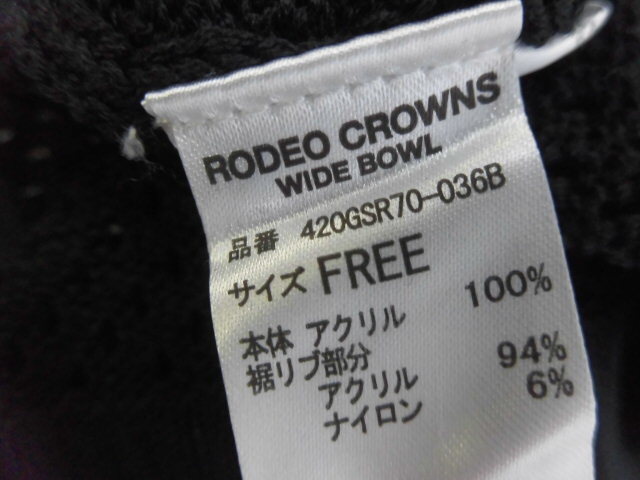 RODEO CROWNS
WIDE BOWL
品番 420GSR70-036B
サイズ FREE
本体 アクリル 100%
裾リブ部分
アクリル 94%
ナイロン 6%